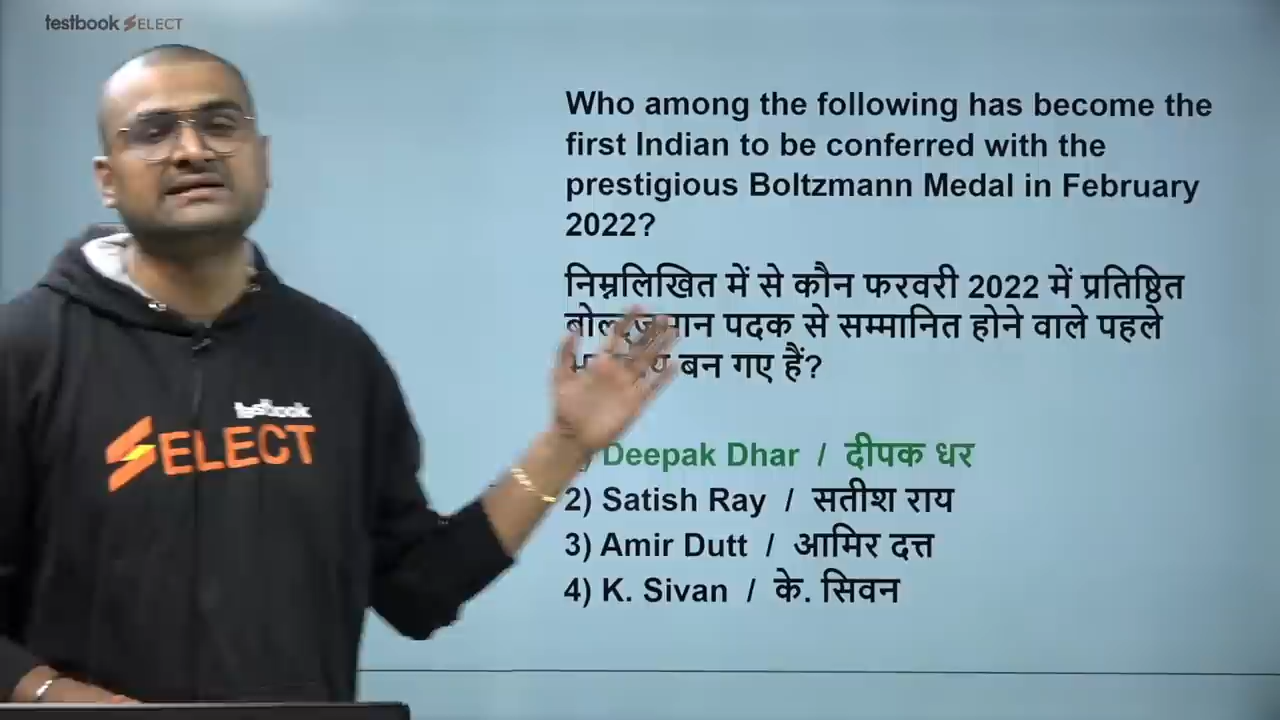 testbook SELECT
Who among the following has become the
first Indian to be conferred with the
prestigious Boltzmann Medal in February
2022?
निम्नलिखित में से कौन फरवरी 2022 में प्रतिष्ठित
पदक से सम्मानित होने वाले पहले
बन गए हैं?
Deepak Dhar / दीपक धर
2) Satish Ray / सतीश राय
3) Amir Dutt / आमिर दत्त
4) K. Sivan / के. सिवन
testbook
SELECT